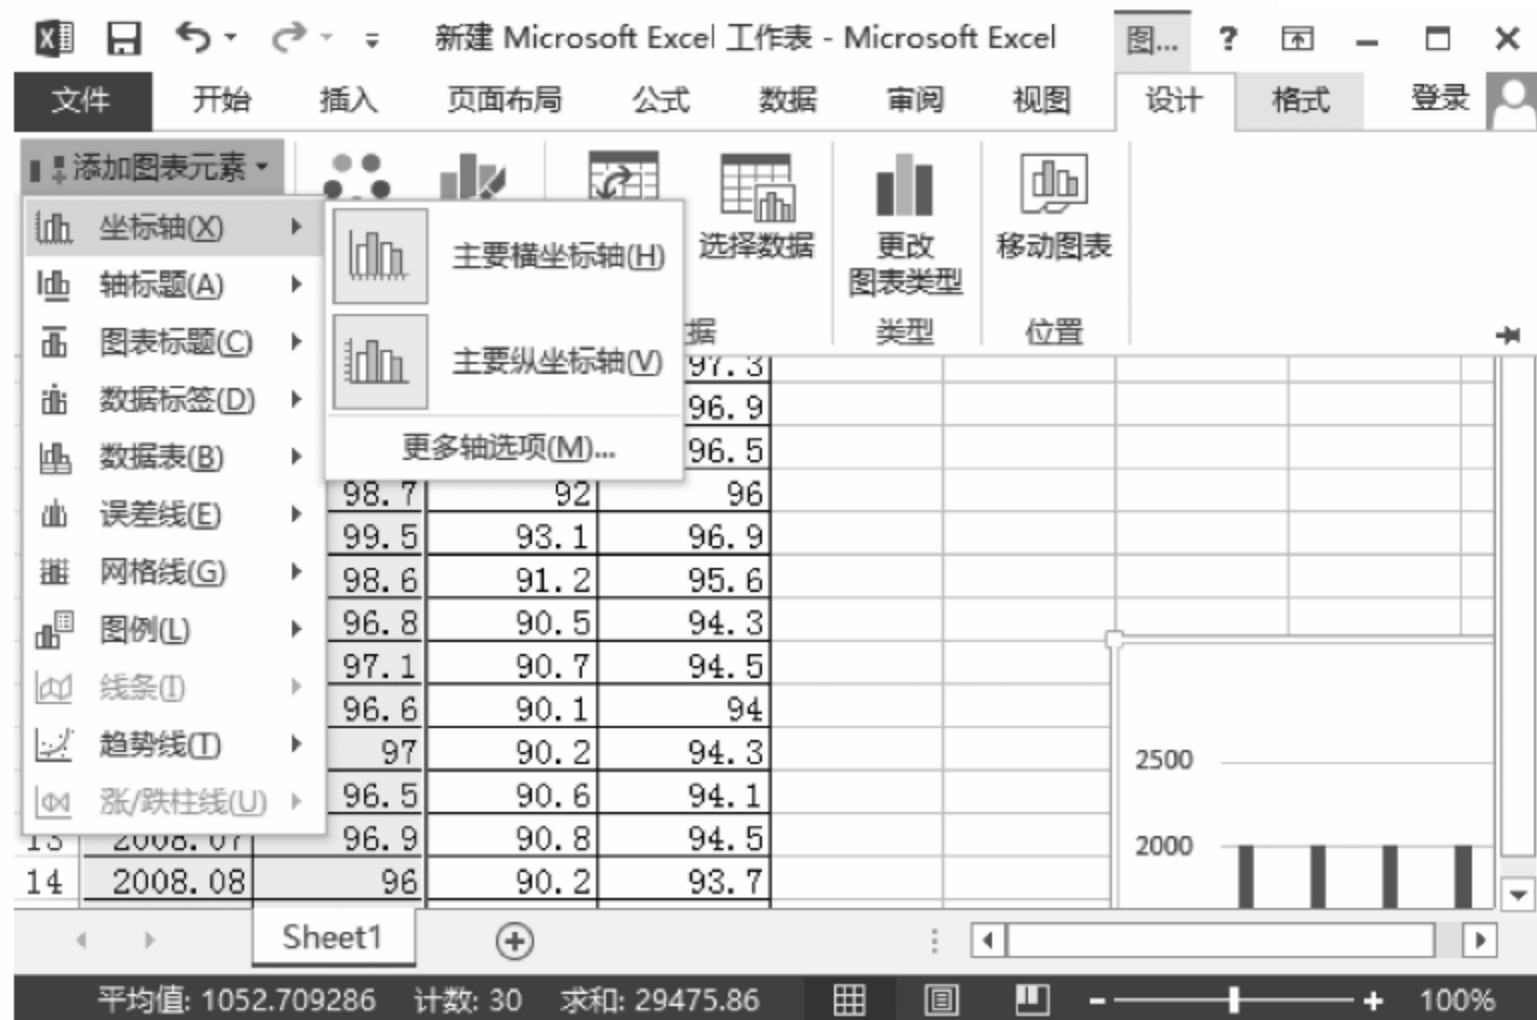 新建 Microsoft Excel 工作表 - Microsoft Excel 图... ?
文件 开始 插入 页面布局 公式 数据 审阅 视图 设计 格式 登录
添加图表元素
坐标轴(X)
轴标题(A)
图表标题(C)
数据标签(D)
数据表(B)
误差线(E)
网格线(G)
图例(L)
线条(I)
趋势线(T)
涨/跌柱线(U)
主要横坐标轴(H)
主要纵坐标轴(V)
更多轴选项(M)...
选择数据
更改
图表类型
移动图表
据 类型 位置
97.3
96.9
96.5
98.7 92 96
99.5 93.1 96.9
98.6 91.2 95.6
96.8 90.5 94.3
97.1 90.7 94.5
96.6 90.1 94
97 90.2 94.3
96.5 90.6 94.1
13 2008.07 96.9 90.8 94.5
14 2008.08 96 90.2 93.7
2500
2000
Sheet1
平均值: 1052.709286 计数: 30 求和: 29475.86 100%